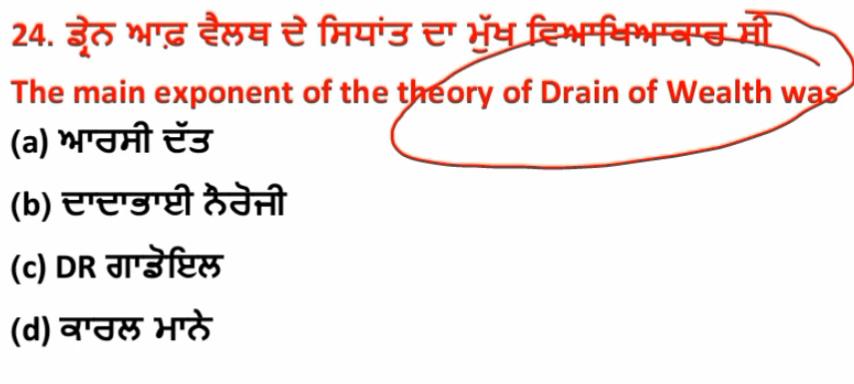 24. ਡ੍ਰੇਨ ਆਫ਼ ਵੈਲਥ ਦੇ ਸਿਧਾਂਤ ਦਾ ਮੁੱਖ ਵਿਆਖਿਆਕਾਰ ਸੀ
The main exponent of the theory of Drain of Wealth was
(a) ਆਰਸੀ ਦੱਤ
(b) ਦਾਦਾਭਾਈ ਨੈਰੋਜੀ
(c) DR ਗਾਡੋਇਲ
(d) ਕਾਰਲ ਮਾਨੇ